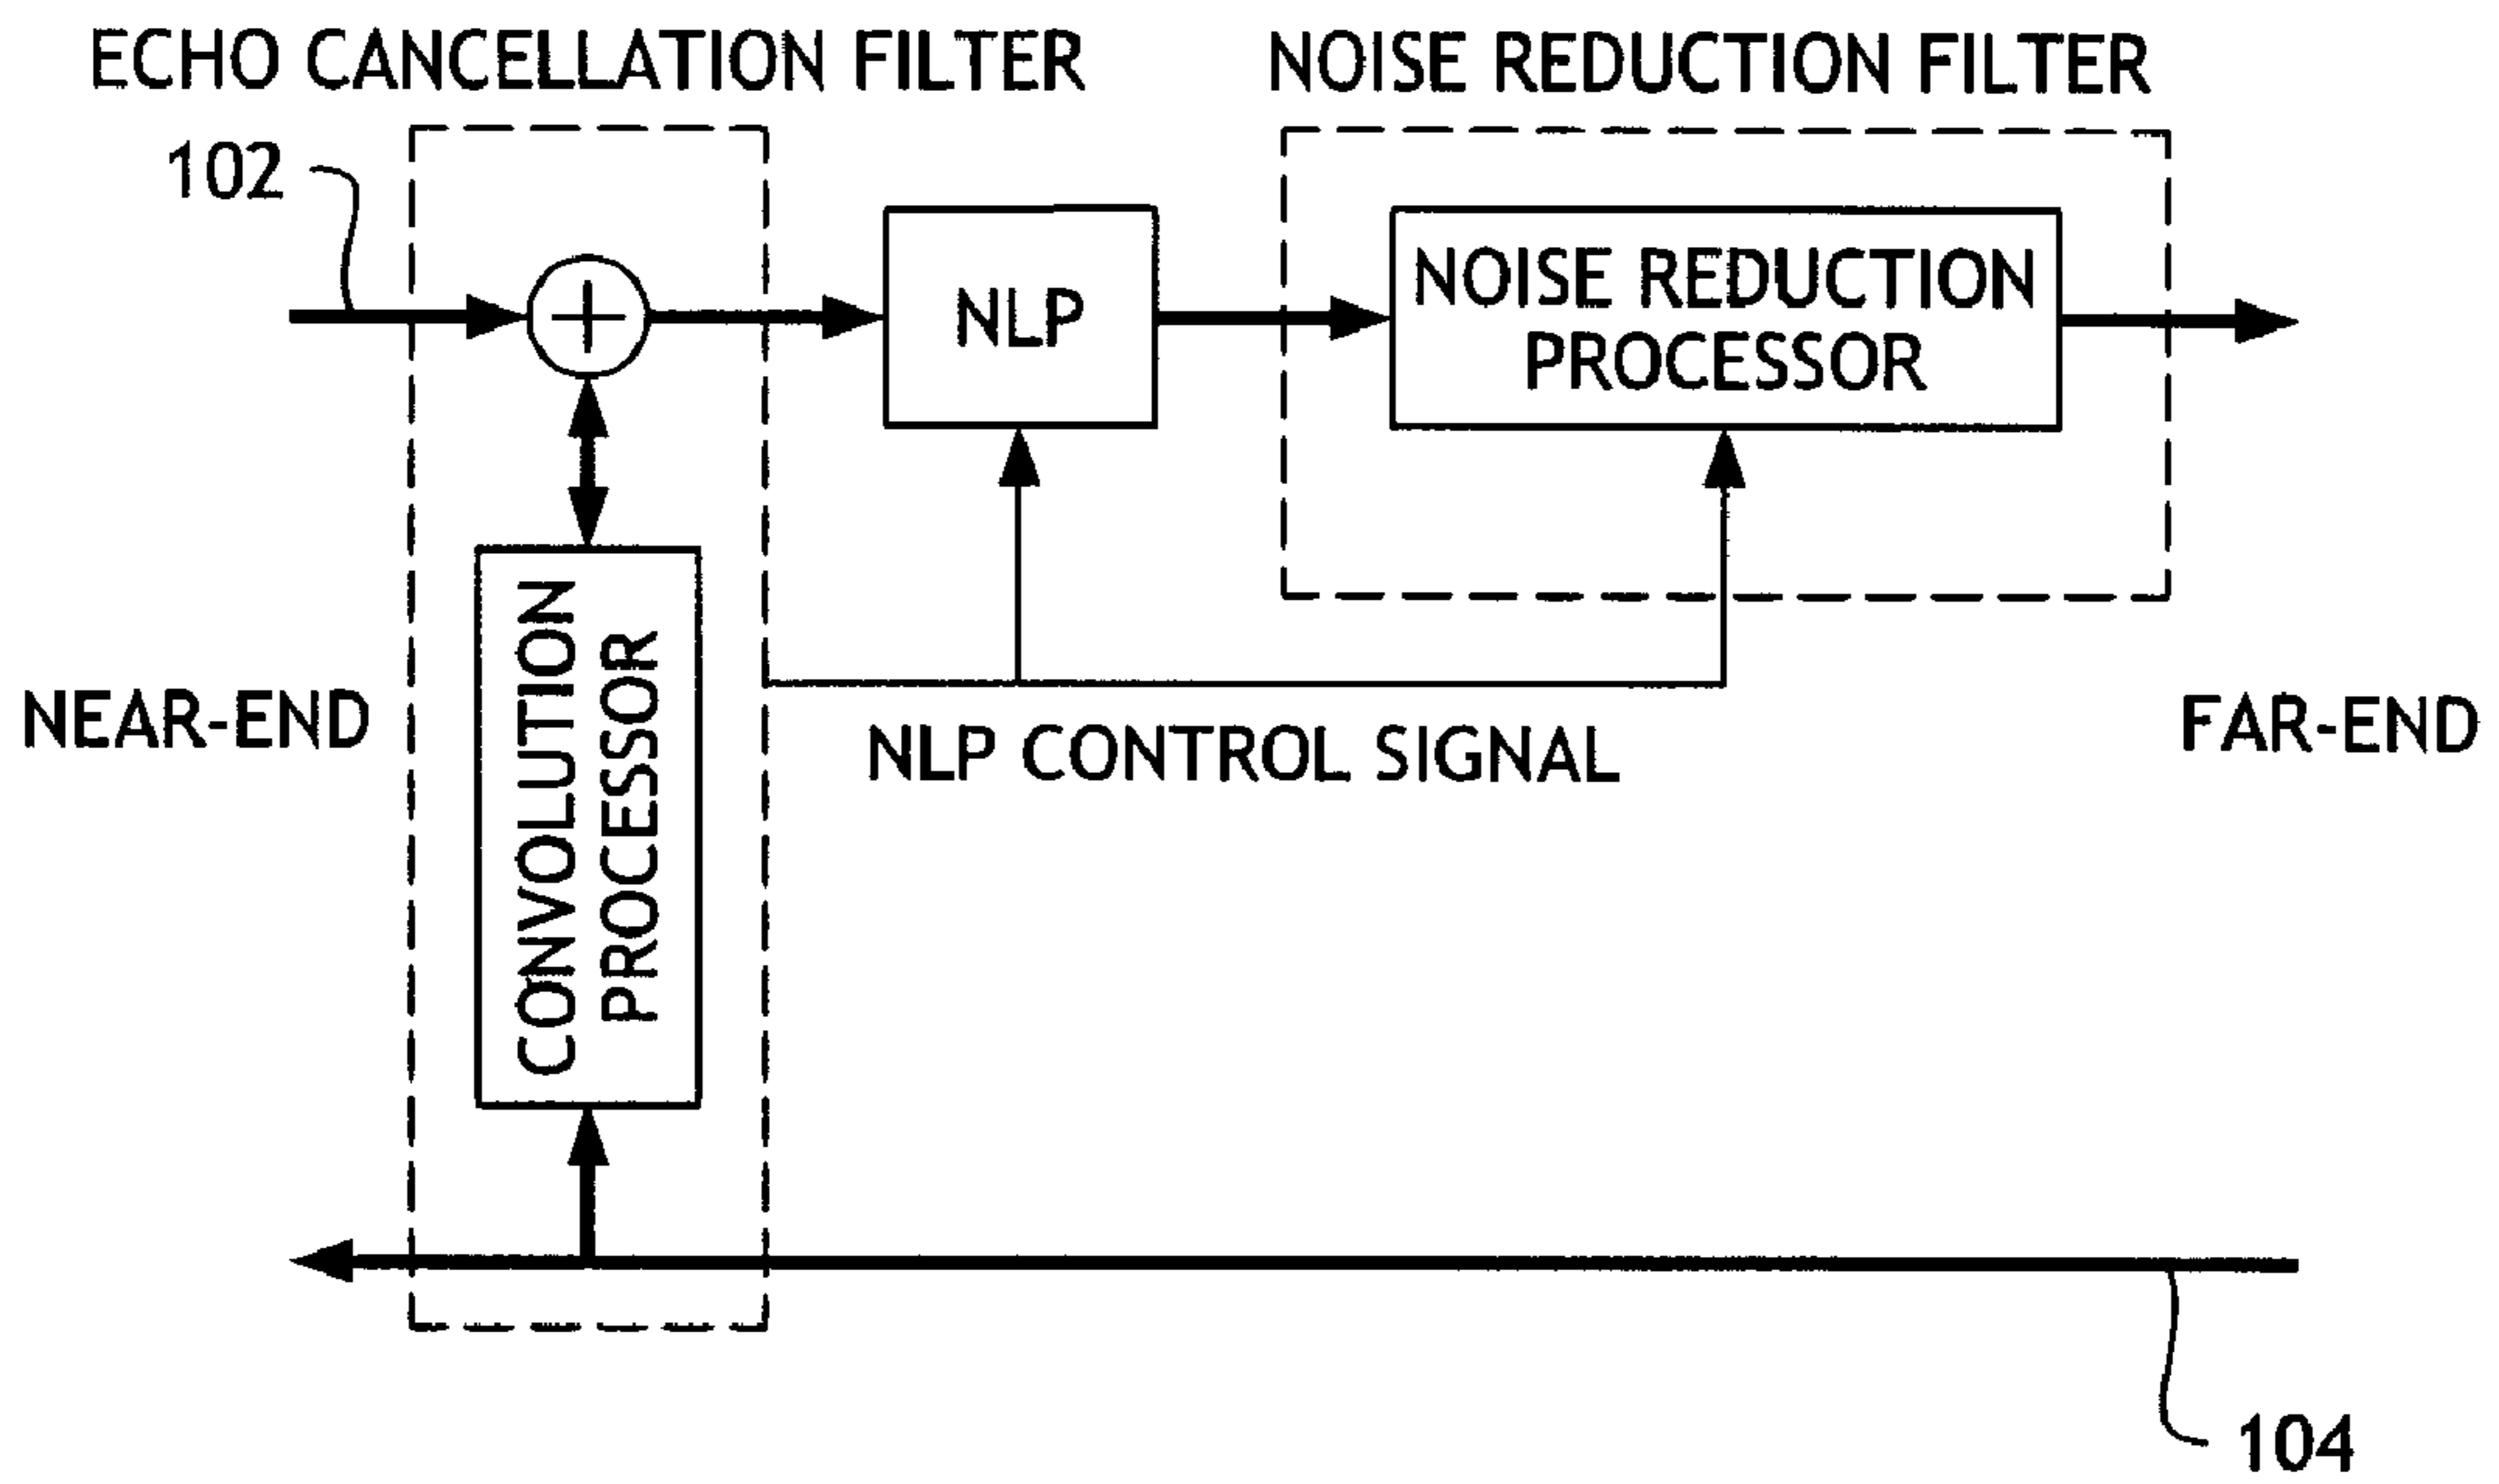 ECHO CANCELLATION FILTER
NOISE REDUCTION FILTER
102
NLP
NOISE REDUCTION
PROCESSOR
CONVOLUTION
PROCESSOR
NEAR-END
NLP CONTROL SIGNAL
FAR-END
104